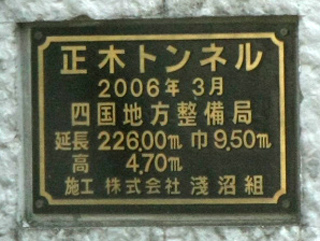 正木トンネル
2006年 3月
四国地方整備局
延長 226.00m 巾 9.50m
高 4.70m
施工 株式会社 淺沼組